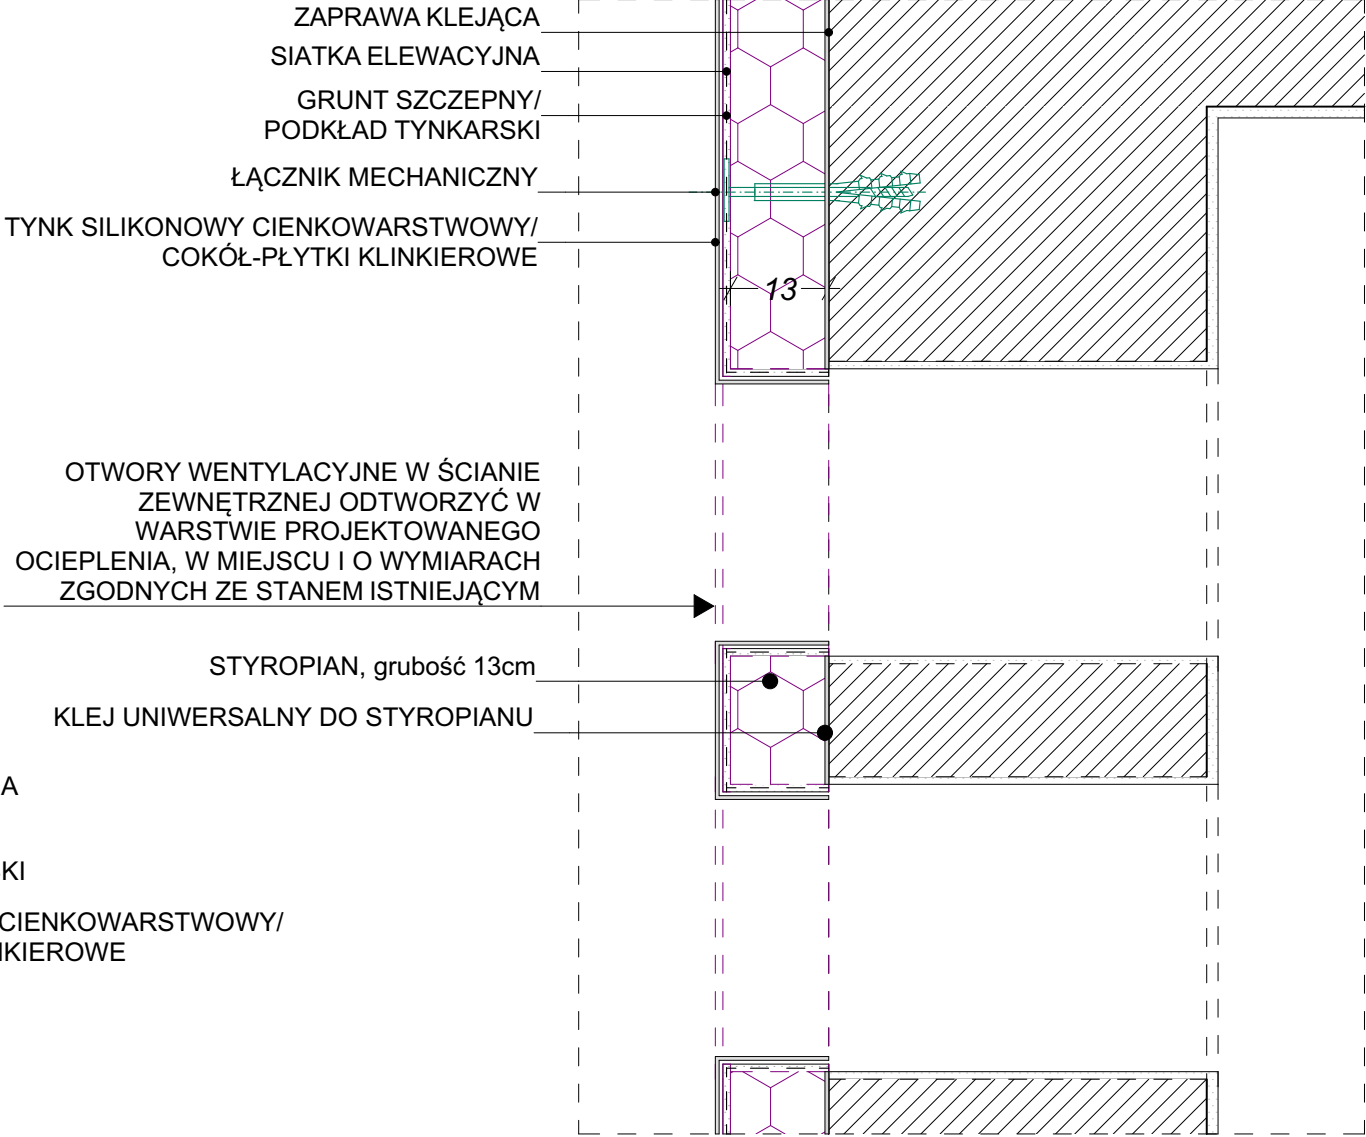 ZAPRAWA KLEJĄCA
SIATKA ELEWACYJNA
GRUNT SZCZEPNY/
PODKŁAD TYNKARSKI
ŁĄCZNIK MECHANICZNY
TYNK SILIKONOWY CIENKOWARSTWOWY/
COKÓŁ-PŁYTKI KLINKIEROWE
13
OTWORY WENTYLACYJNE W ŚCIANIE
ZEWNĘTRZNEJ ODTWORZYĆ W
WARSTWIE PROJEKTOWANEGO
OCIEPLENIA, W MIEJSCU I O WYMIARACH
ZGODNYCH ZE STANEM ISTNIEJĄCYM
STYROPIAN, grubość 13cm
KLEJ UNIWERSALNY DO STYROPIANU
A
KI
CIENKOWARSTWOWY/
KIEROWE